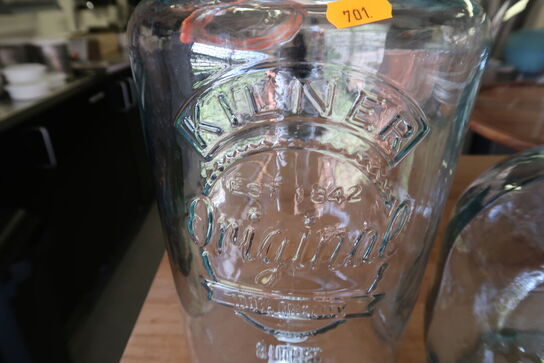 701.
KILNER
EST 1842
Original